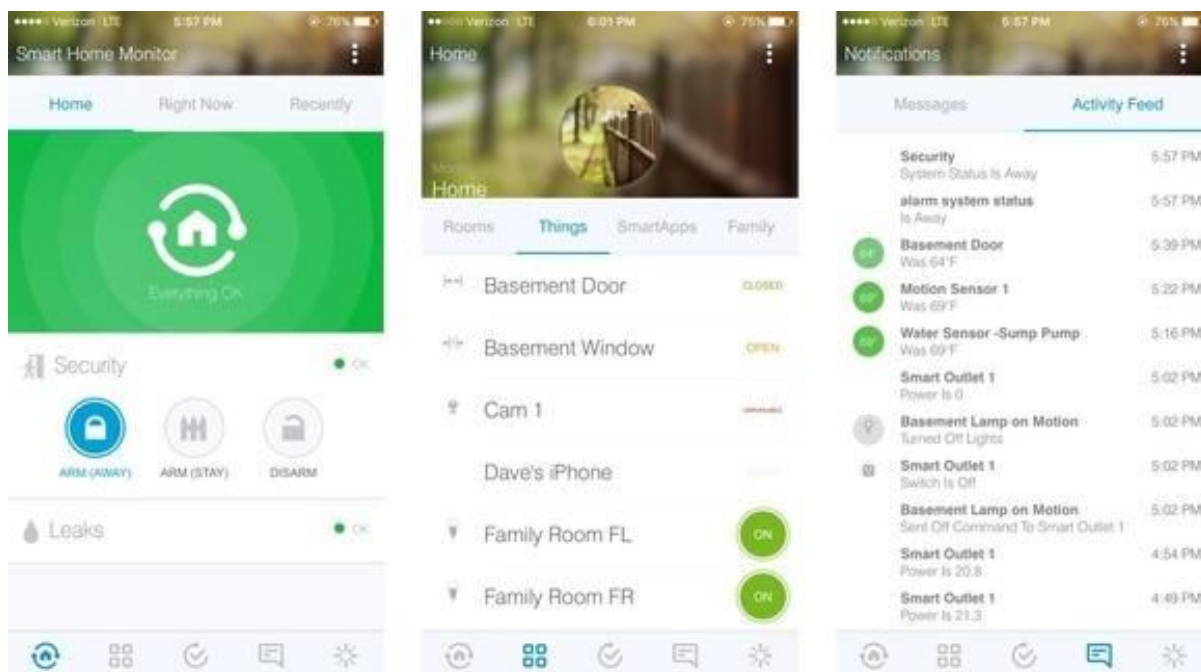 Verizon LTE 5:57 PM 76%
Smart Home Monitor
Home Right Now Recently
Everything OK
Security OK
ARM (AWAY) ARM (STAY) DISARM
Leaks OK
Verizon LTE 6:01 PM 75%
Home
Home
Rooms Things SmartApps Family
Basement Door CLOSED
Basement Window OPEN
Cam 1
Dave's iPhone
Family Room FL ON
Family Room FR ON
Verizon LTE 5:57 PM 76%
Notifications
Messages Activity Feed
Security 5:57 PM
System Status Is Away
alarm system status 5:57 PM
Is Away
64° Basement Door 5:39 PM
Was 64°F
69° Motion Sensor 1 5:22 PM
Was 69°F
69° Water Sensor -Sump Pump 5:16 PM
Was 69°F
Smart Outlet 1 5:02 PM
Power Is 0
Basement Lamp on Motion 5:02 PM
Turned Off Lights
Smart Outlet 1 5:02 PM
Switch Is Off
Basement Lamp on Motion 5:02 PM
Sent Off Command To Smart Outlet 1
Smart Outlet 1 4:54 PM
Power Is 20.8
Smart Outlet 1 4:49 PM
Power Is 21.3